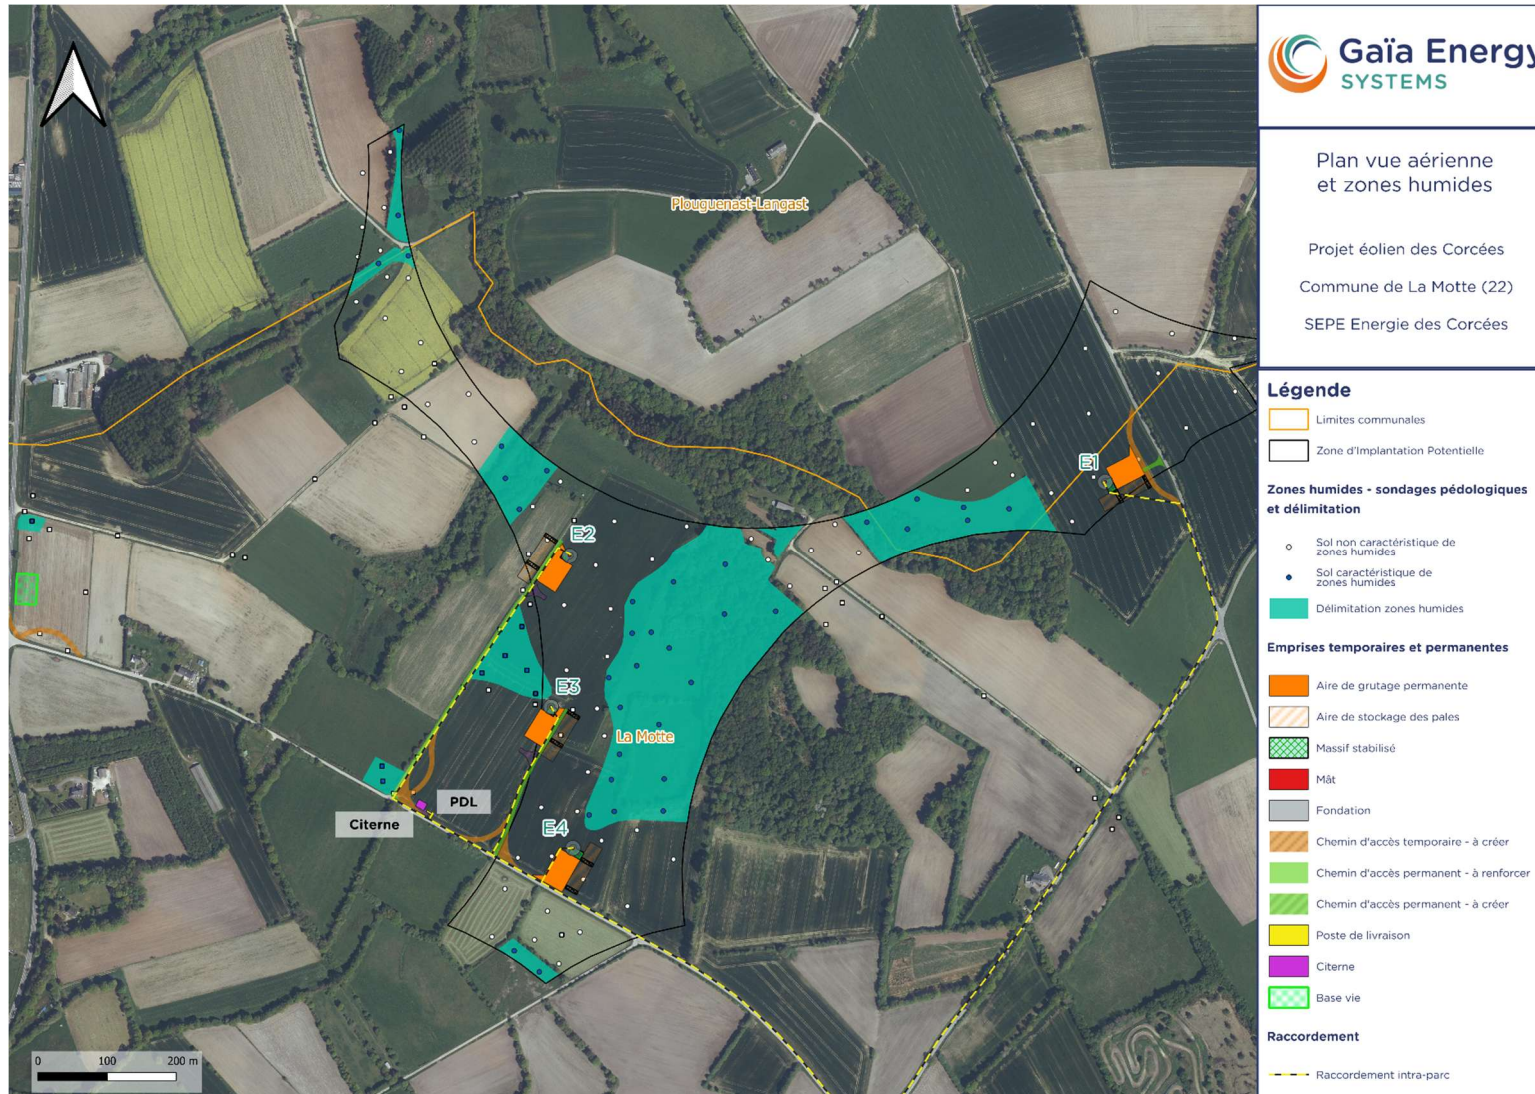 Gaïa Energy
SYSTEMS
Plan vue aérienne
et zones humides
Projet éolien des Corcées
Commune de La Motte (22)
SEPE Energie des Corcées
Légende
Limites communales
Zone d'Implantation Potentielle
Zones humides - sondages pédologiques
et délimitation
Sol non caractéristique de
zones humides
Sol caractéristique de
zones humides
Délimitation zones humides
Emprises temporaires et permanentes
Aire de grutage permanente
Aire de stockage des pales
Massif stabilisé
Mât
Fondation
Chemin d'accès temporaire - à créer
Chemin d'accès permanent - à renforcer
Chemin d'accès permanent - à créer
Poste de livraison
Citerne
Base vie
Raccordement
Raccordement intra-parc
Plouguenast-Langast
E1
E2
E3
La Motte
PDL
Citerne
E4
0 100 200 m